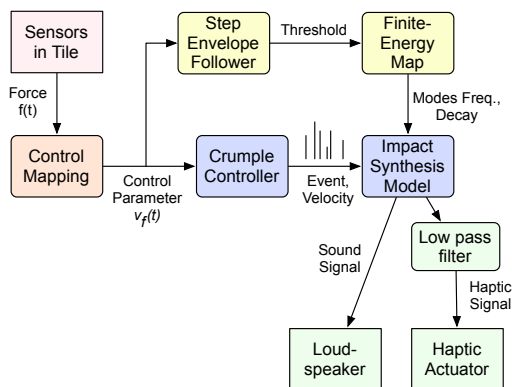 Sensors
in Tile
Step
Envelope
Follower
Threshold
Finite-
Energy
Map
Force
f(t)
Modes Freq.,
Decay
Control
Mapping
Control
Parameter
v_f(t)
Crumple
Controller
Event,
Velocity
Impact
Synthesis
Model
Sound
Signal
Low pass
filter
Haptic
Signal
Loud-
speaker
Haptic
Actuator